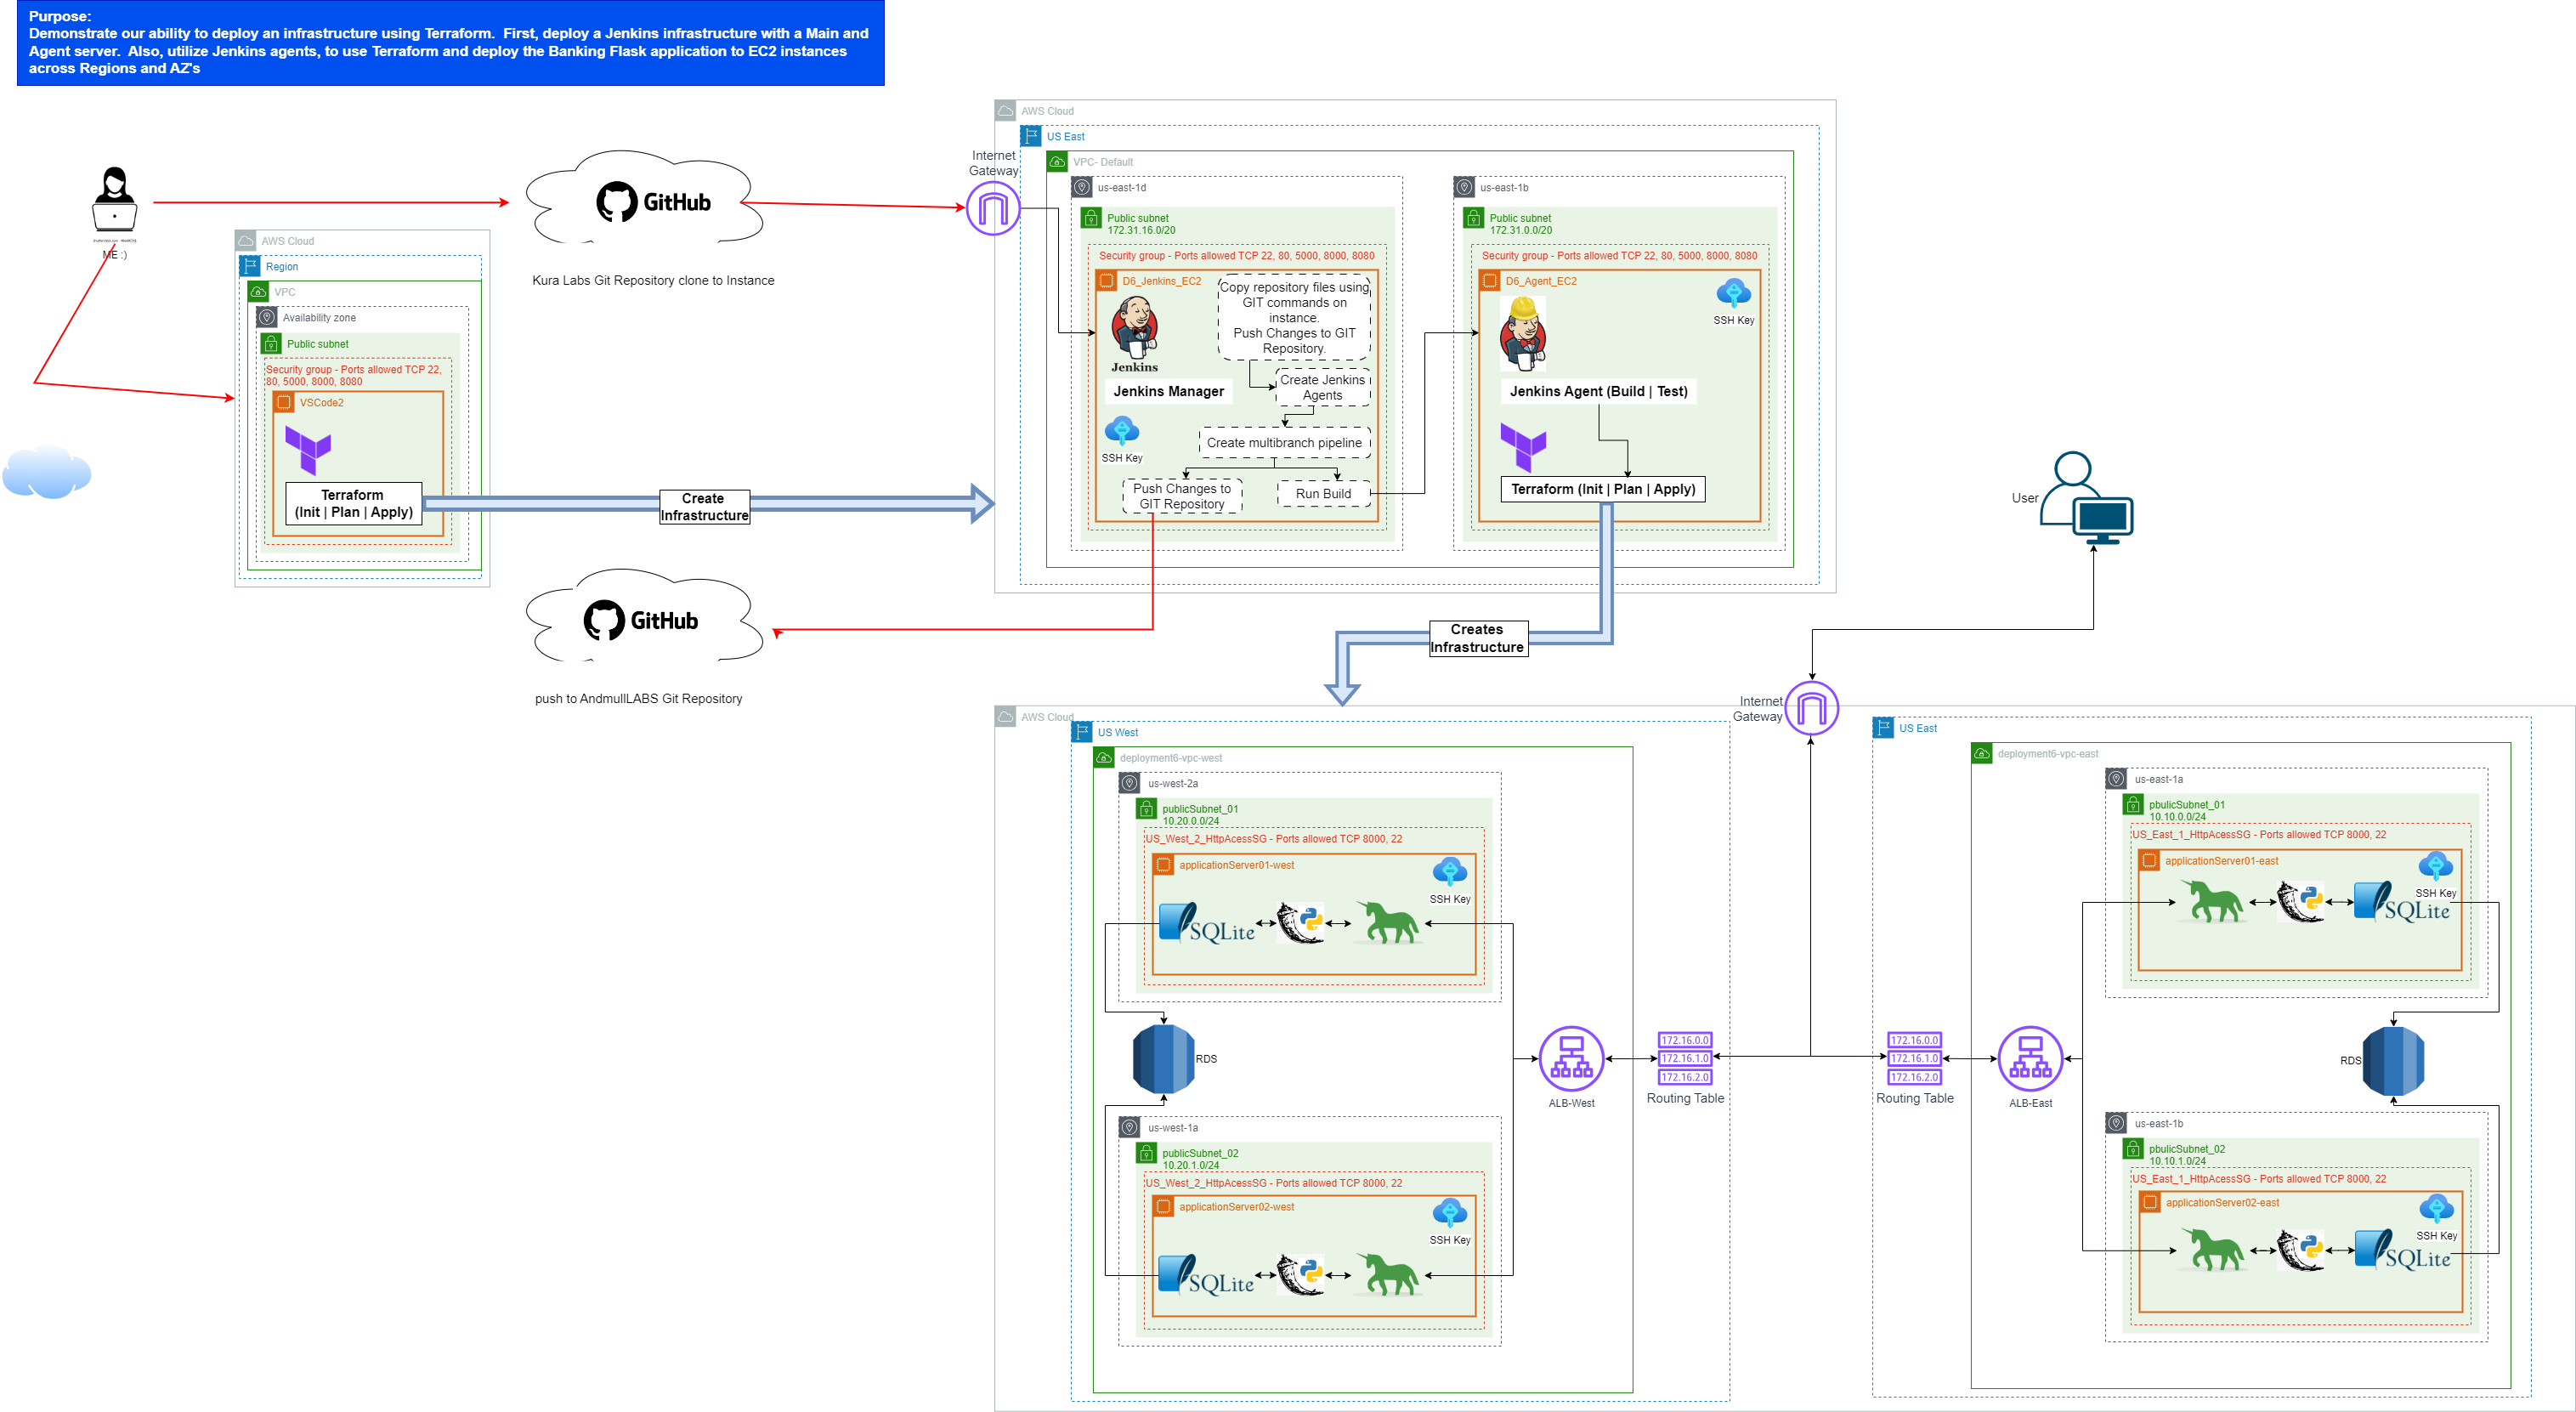 Purpose:
Demonstrate our ability to deploy an infrastructure using Terraform.  First, deploy a Jenkins infrastructure with a Main and
Agent server.  Also, utilize Jenkins agents, to use Terraform and deploy the Banking Flask application to EC2 instances
across Regions and AZ's
ME :)
GitHub
Kura Labs Git Repository clone to Instance
AWS Cloud
Region
VPC
Availability zone
Public subnet
Security group - Ports allowed TCP 22,
80, 5000, 8000, 8080
VSCode2
Terraform
(Init | Plan | Apply)
Create
Infrastructure
GitHub
push to AndmullLABS Git Repository
Internet
Gateway
AWS Cloud
US East
VPC- Default
us-east-1d
Public subnet
172.31.16.0/20
Security group - Ports allowed TCP 22, 80, 5000, 8000, 8080
D6_Jenkins_EC2
Jenkins
Jenkins Manager
SSH Key
Copy repository files using
GIT commands on
instance.
Push Changes to GIT
Repository.
Create Jenkins
Agents
Create multibranch pipeline
Push Changes to
GIT Repository
Run Build
us-east-1b
Public subnet
172.31.0.0/20
Security group - Ports allowed TCP 22, 80, 5000, 8000, 8080
D6_Agent_EC2
SSH Key
Jenkins Agent (Build | Test)
Terraform (Init | Plan | Apply)
Creates
Infrastructure
User
Internet
Gateway
AWS Cloud
US West
deployment6-vpc-west
us-west-2a
publicSubnet_01
10.20.0.0/24
US_West_2_HttpAcessSG - Ports allowed TCP 8000, 22
applicationServer01-west
SSH Key
SQLite
RDS
us-west-1a
publicSubnet_02
10.20.1.0/24
US_West_2_HttpAcessSG - Ports allowed TCP 8000, 22
applicationServer02-west
SSH Key
SQLite
ALB-West
172.16.0.0
172.16.1.0
172.16.2.0
Routing Table
172.16.0.0
172.16.1.0
172.16.2.0
Routing Table
ALB-East
US East
deployment6-vpc-east
us-east-1a
pbulicSubnet_01
10.10.0.0/24
US_East_1_HttpAcessSG - Ports allowed TCP 8000, 22
applicationServer01-east
SSH Key
SQLite
RDS
us-east-1b
pbulicSubnet_02
10.10.1.0/24
US_East_1_HttpAcessSG - Ports allowed TCP 8000, 22
applicationServer02-east
SSH Key
SQLite